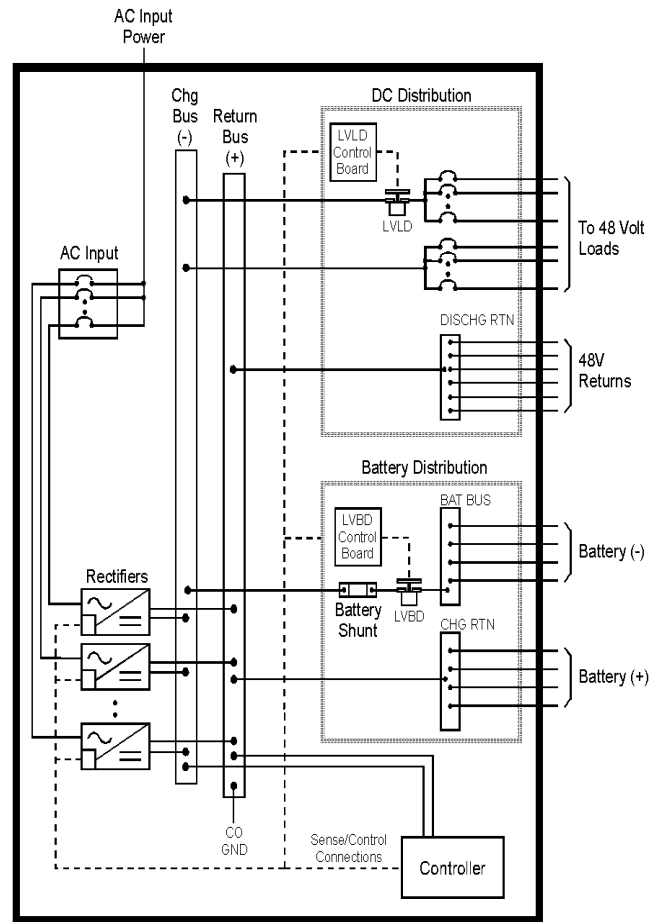 AC Input
Power
Chg
Bus
(-)
Return
Bus
(+)
DC Distribution
LVLD
Control
Board
LVLD
To 48 Volt
Loads
AC Input
DISCHG RTN
48V
Returns
Battery Distribution
BAT BUS
LVBD
Control
Board
Battery (-)
Rectifiers
Battery
Shunt
LVBD
CHG RTN
Battery (+)
CO
GND
Sense/Control
Connections
Controller